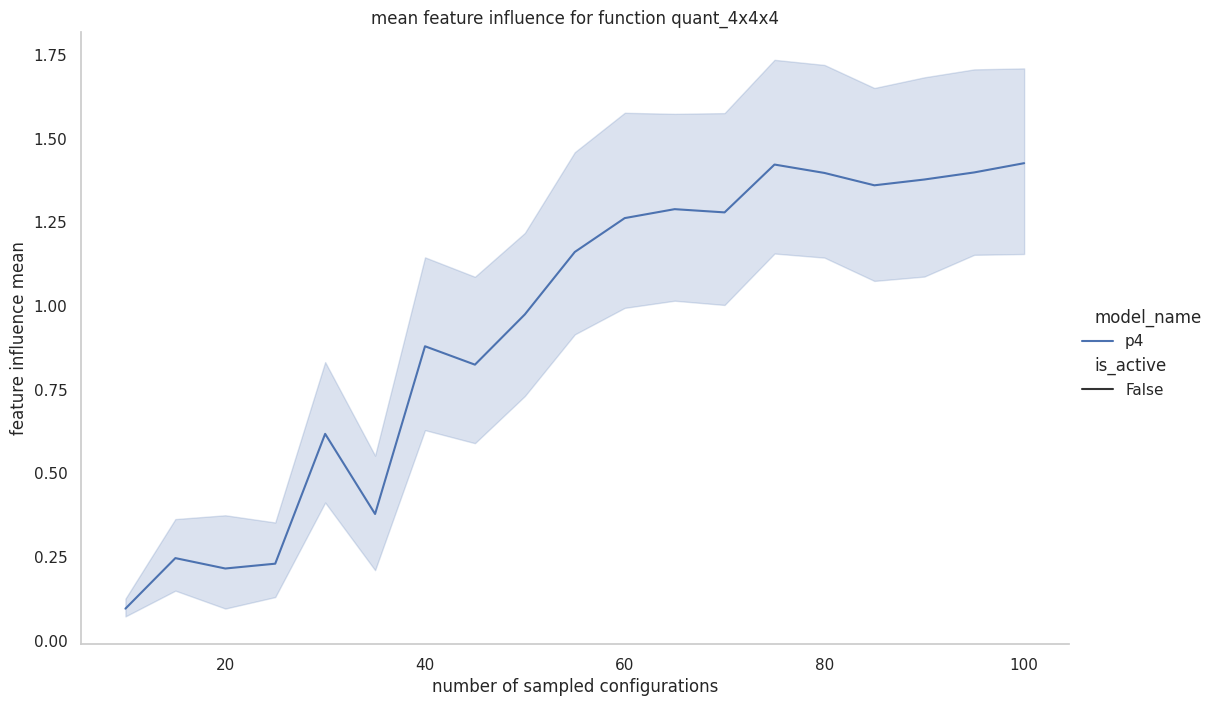 mean feature influence for function quant_4x4x4
1.75
1.50
1.25
1.00
0.75
0.50
0.25
0.00
feature influence mean
20
40
60
80
100
number of sampled configurations
model_name
p4
is_active
False